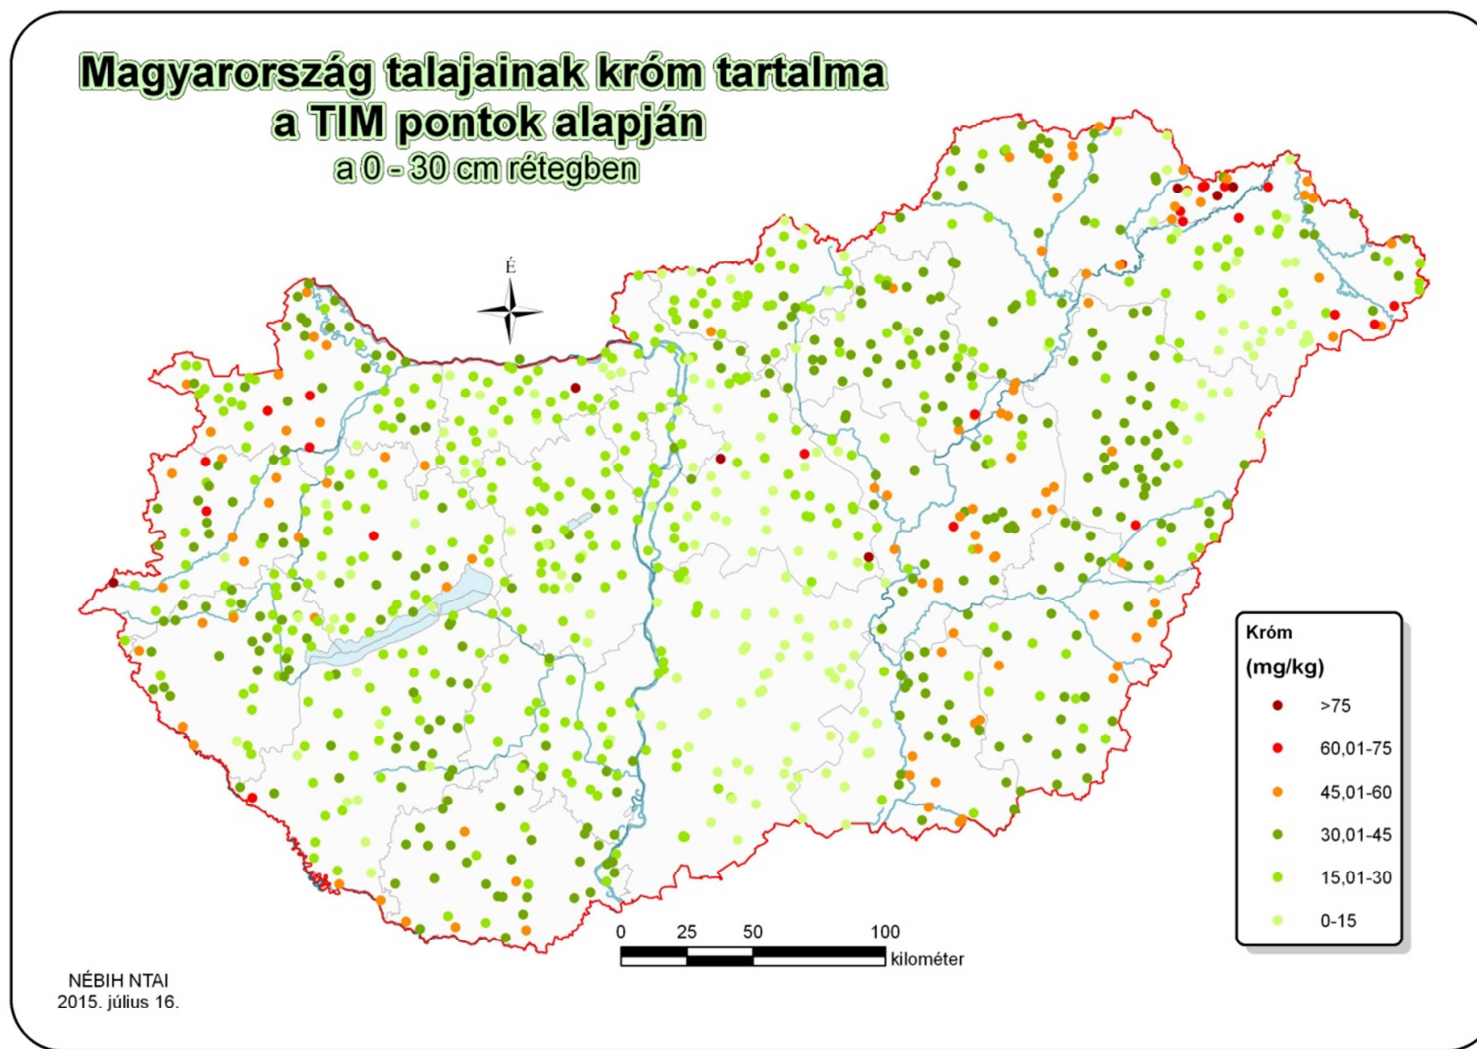 Magyarország talajainak króm tartalma
a TIM pontok alapján
a 0 - 30 cm rétegben
É
Króm
(mg/kg)
>75
60,01-75
45,01-60
30,01-45
15,01-30
0-15
0 25 50 100
kilométer
NÉBIH NTAI
2015. július 16.